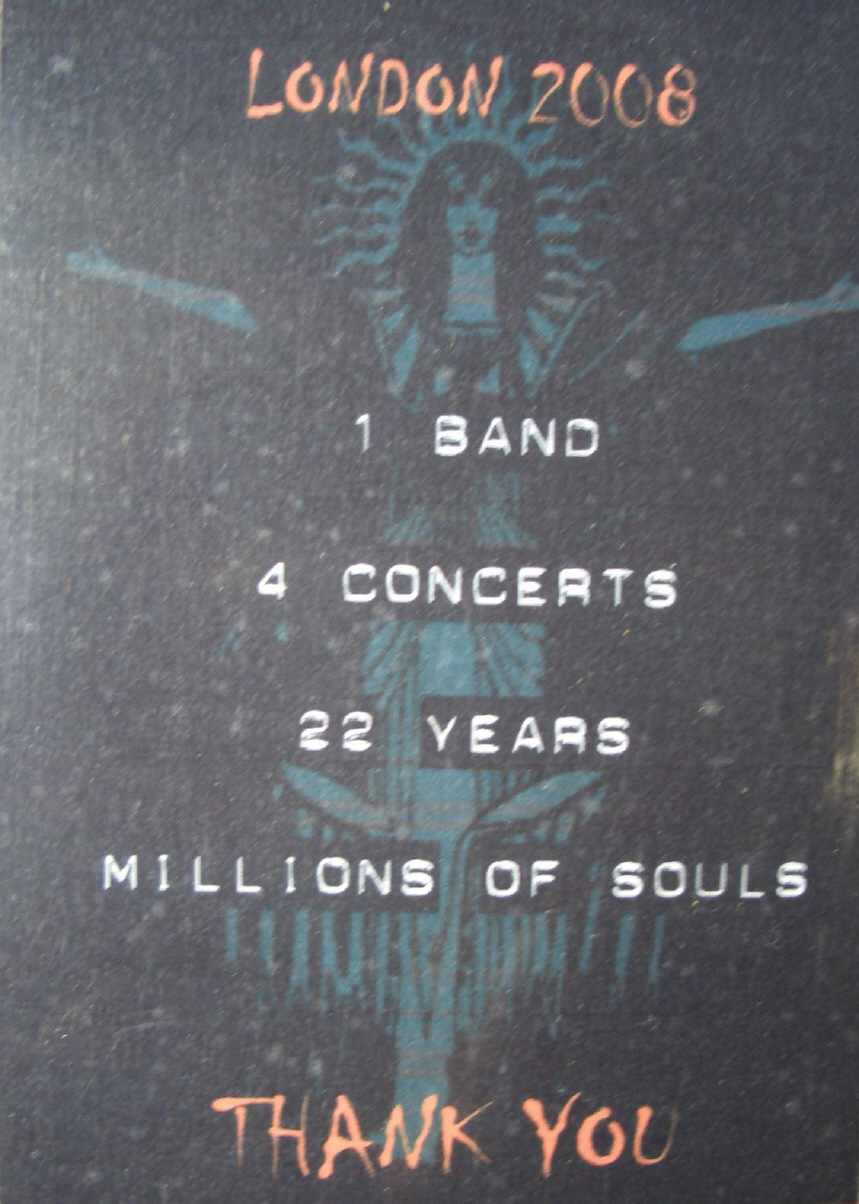 LONDON 2008
1 BAND
4 CONCERTS
22 YEARS
MILLIONS OF SOULS
THANK YOU